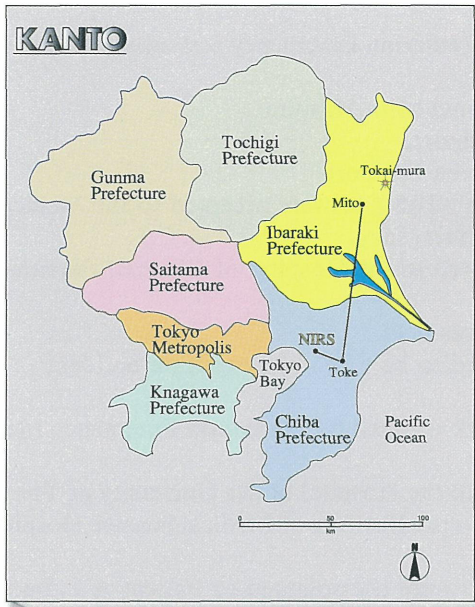 KANTO
Tochigi
Prefecture
Gunma
Prefecture
Tokai-mura
Mito
Ibaraki
Prefecture
Saitama
Prefecture
Tokyo
Metropolis
NIRS
Tokyo
Bay
Toke
Knagawa
Prefecture
Chiba
Prefecture
Pacific
Ocean
0
50
100
km
N